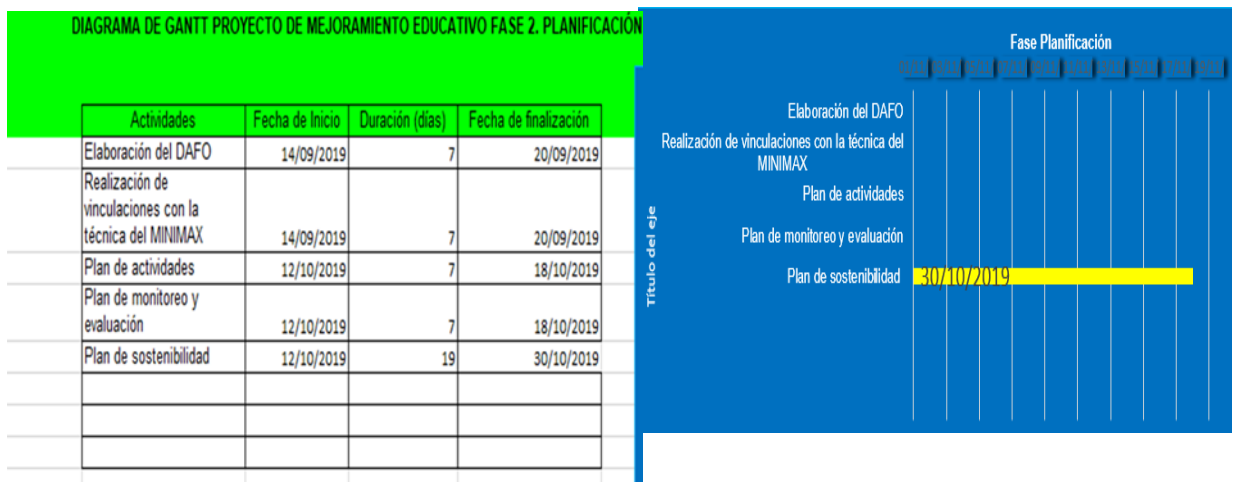 DIAGRAMA DE GANTT PROYECTO DE MEJORAMIENTO EDUCATIVO FASE 2. PLANIFICACIÓN
Actividades Fecha de Inicio Duración (días) Fecha de finalización
Elaboración del DAFO 14/09/2019 7 20/09/2019
Realización de
vinculaciones con la
técnica del MINIMAX 14/09/2019 7 20/09/2019
Plan de actividades 12/10/2019 7 18/10/2019
Plan de monitoreo y
evaluación 12/10/2019 7 18/10/2019
Plan de sostenibilidad 12/10/2019 19 30/10/2019
Fase Planificación
Elaboración del DAFO
Realización de vinculaciones con la técnica del
MINIMAX
Plan de actividades
Plan de monitoreo y evaluación
Plan de sostenibilidad 30/10/2019
Título del eje